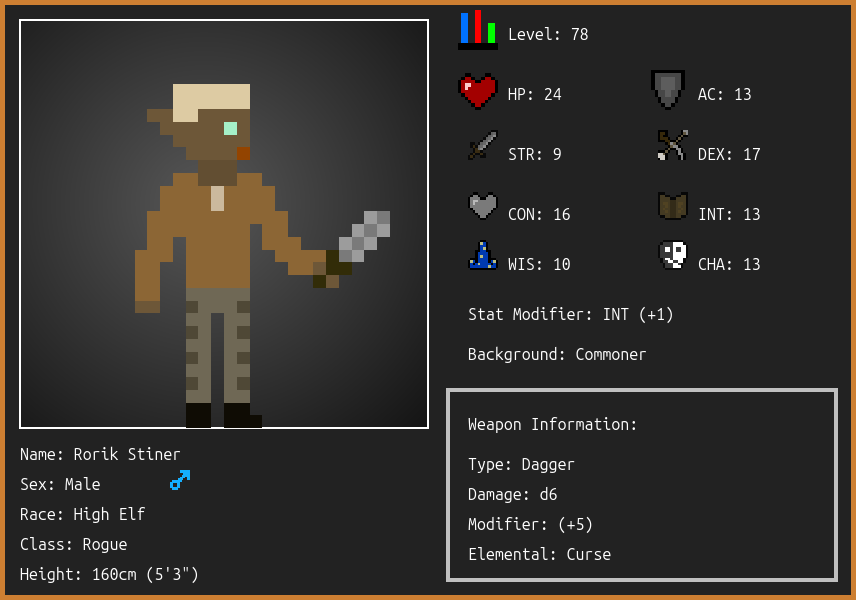 Level: 78
HP: 24
AC: 13
STR: 9
DEX: 17
CON: 16
INT: 13
WIS: 10
CHA: 13
Stat Modifier: INT (+1)
Background: Commoner
Weapon Information:
Type: Dagger
Damage: d6
Modifier: (+5)
Elemental: Curse
Name: Rorik Stiner
Sex: Male
Race: High Elf
Class: Rogue
Height: 160cm (5'3")